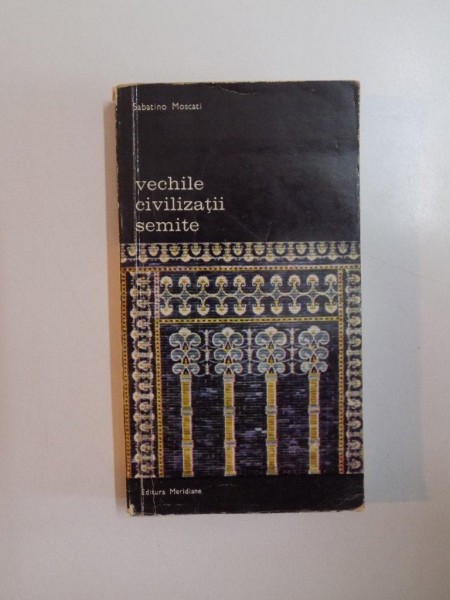 Sabatino Moscati
vechile
civilizații
semite
Editura Meridiane